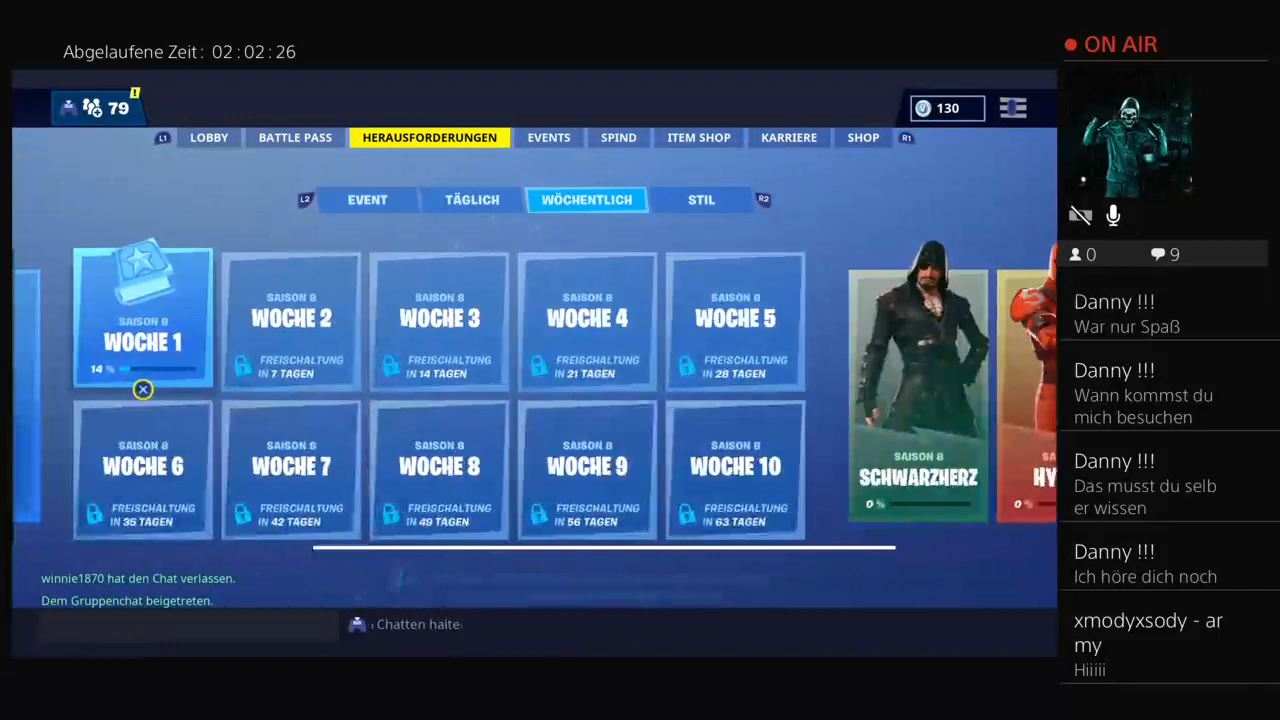 Abgelaufene Zeit: 02:02:26
ON AIR
79
!
130
L1 LOBBY BATTLE PASS HERAUSFORDERUNGEN EVENTS SPIND ITEM SHOP KARRIERE SHOP R1
L2 EVENT TÄGLICH WÖCHENTLICH STIL R2
SAISON 8
WOCHE 1
14 %
SAISON 8
WOCHE 2
FREISCHALTUNG
IN 7 TAGEN
SAISON 8
WOCHE 3
FREISCHALTUNG
IN 14 TAGEN
SAISON 8
WOCHE 4
FREISCHALTUNG
IN 21 TAGEN
SAISON 8
WOCHE 5
FREISCHALTUNG
IN 28 TAGEN
SAISON 8
WOCHE 6
FREISCHALTUNG
IN 35 TAGEN
SAISON 8
WOCHE 7
FREISCHALTUNG
IN 42 TAGEN
SAISON 8
WOCHE 8
FREISCHALTUNG
IN 49 TAGEN
SAISON 8
WOCHE 9
FREISCHALTUNG
IN 56 TAGEN
SAISON 8
WOCHE 10
FREISCHALTUNG
IN 63 TAGEN
SAISON 8
SCHWARZHERZ
0 %
SA
HY
0 %
winnie1870 hat den Chat verlassen.
Dem Gruppenchat beigetreten.
Chatten halte
0 9
Danny !!!
War nur Spaß
Danny !!!
Wann kommst du
mich besuchen
Danny !!!
Das musst du selb
er wissen
Danny !!!
Ich höre dich noch
xmodyxsody - ar
my
Hiiiii